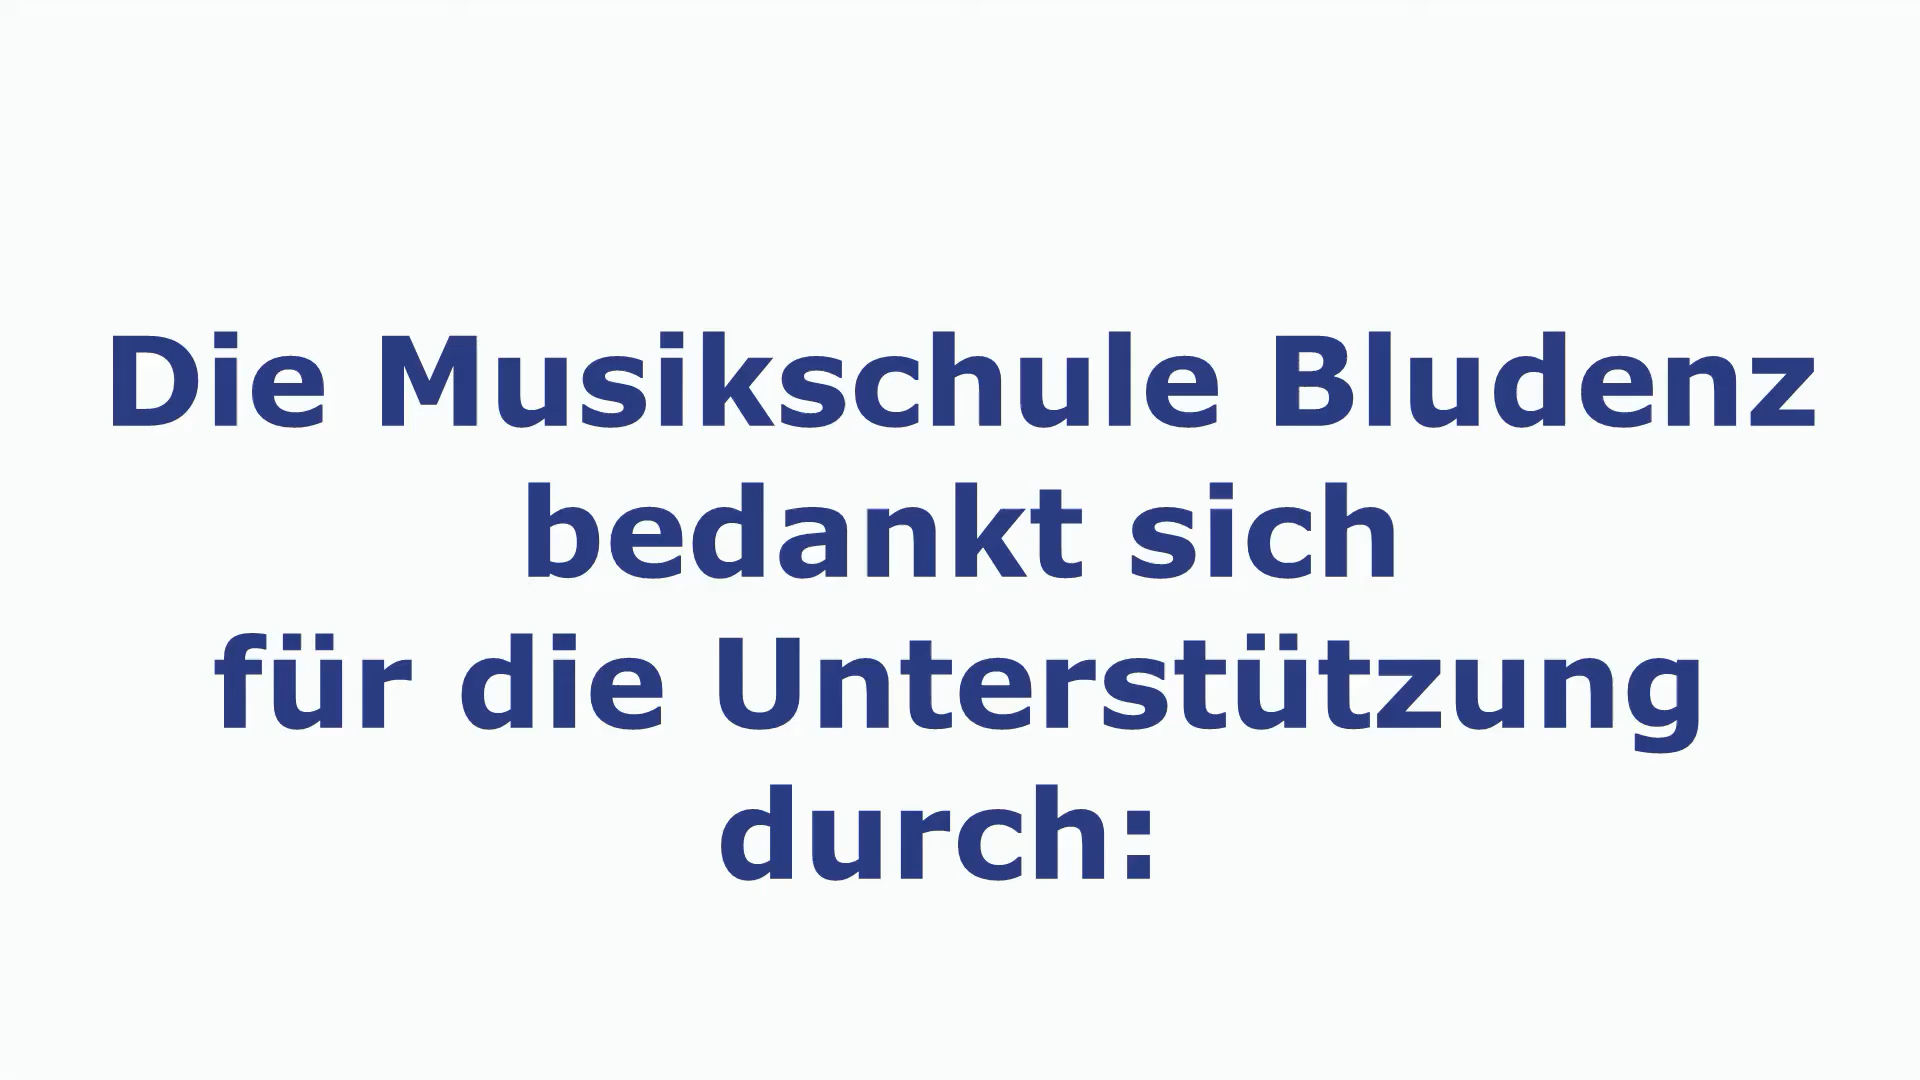 Die Musikschule Bludenz
bedankt sich
für die Unterstützung
durch: